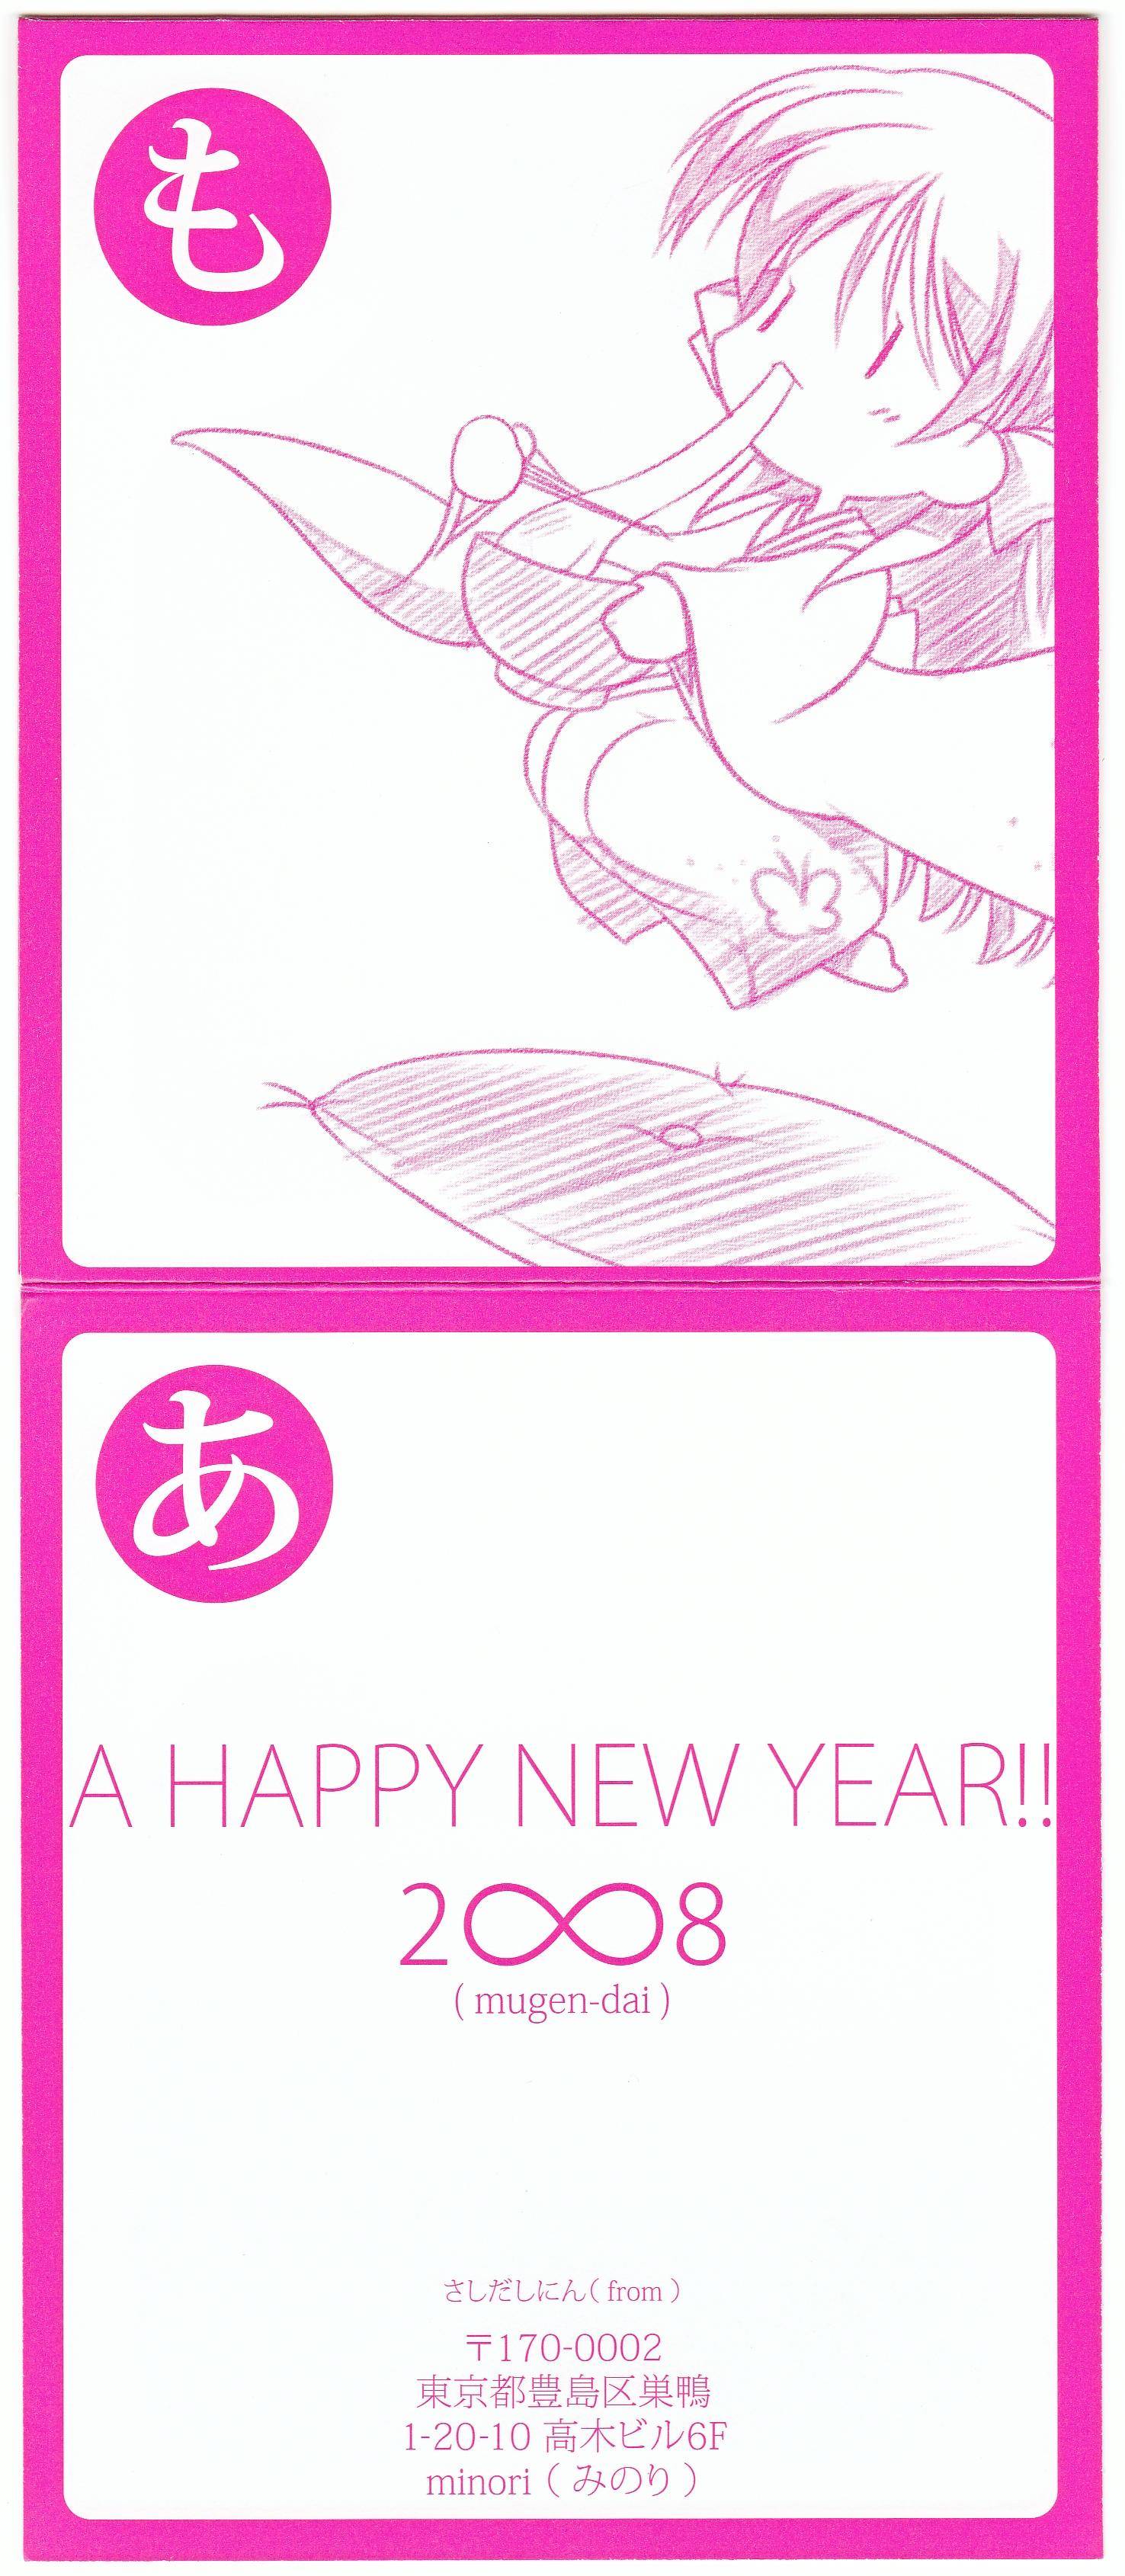 も
あ
A HAPPY NEW YEAR!!
2∞8
( mugen-dai )
さしだしにん( from )
〒170-0002
東京都豊島区巣鴨
1-20-10 高木ビル6F
minori ( みのり )